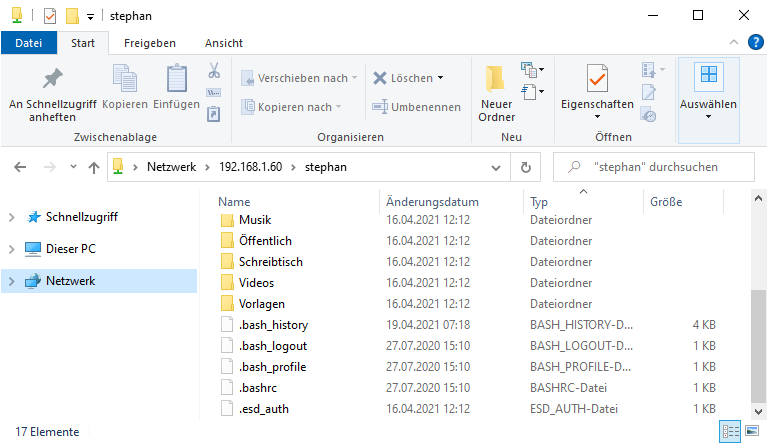 stephan
Datei Start Freigeben Ansicht
An Schnellzugriff anheften
Kopieren
Einfügen
Zwischenablage
Verschieben nach
Kopieren nach
Löschen
Umbenennen
Organisieren
Neuer Ordner
Neu
Eigenschaften
Öffnen
Auswählen
Netzwerk 192.168.1.60 stephan
"stephan" durchsuchen
Schnellzugriff
Dieser PC
Netzwerk
Name Änderungsdatum Typ Größe
Musik 16.04.2021 12:12 Dateiordner
Öffentlich 16.04.2021 12:12 Dateiordner
Schreibtisch 16.04.2021 12:12 Dateiordner
Videos 16.04.2021 12:12 Dateiordner
Vorlagen 16.04.2021 12:12 Dateiordner
.bash_history 19.04.2021 07:18 BASH_HISTORY-D... 4 KB
.bash_logout 27.07.2020 15:10 BASH_LOGOUT-D... 1 KB
.bash_profile 27.07.2020 15:10 BASH_PROFILE-D... 1 KB
.bashrc 27.07.2020 15:10 BASHRC-Datei 1 KB
.esd_auth 16.04.2021 12:12 ESD_AUTH-Datei 1 KB
17 Elemente